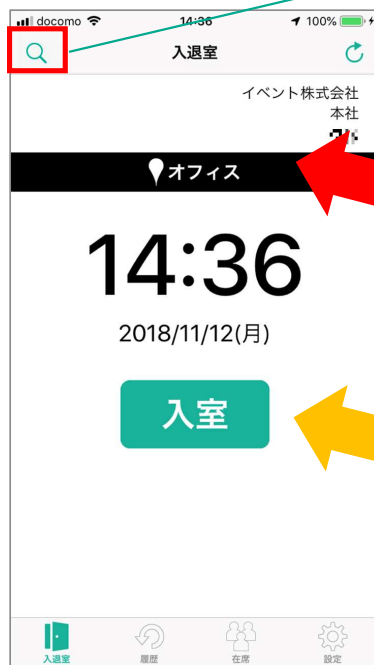 docomo 14:36 100%
入退室
イベント株式会社
本社
オフィス
14:36
2018/11/12(月)
入室
入退室 履歴 在席 設定